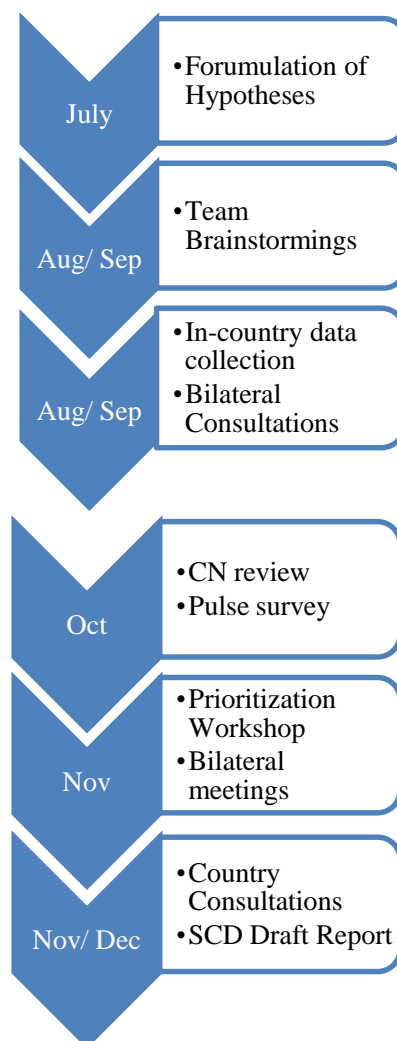 July
•Forumulation of
Hypotheses
Aug/ Sep
•Team
Brainstormings
Aug/ Sep
•In-country data
collection
•Bilateral
Consultations
Oct
•CN review
•Pulse survey
Nov
•Prioritization
Workshop
•Bilateral
meetings
Nov/ Dec
•Country
Consultations
•SCD Draft Report